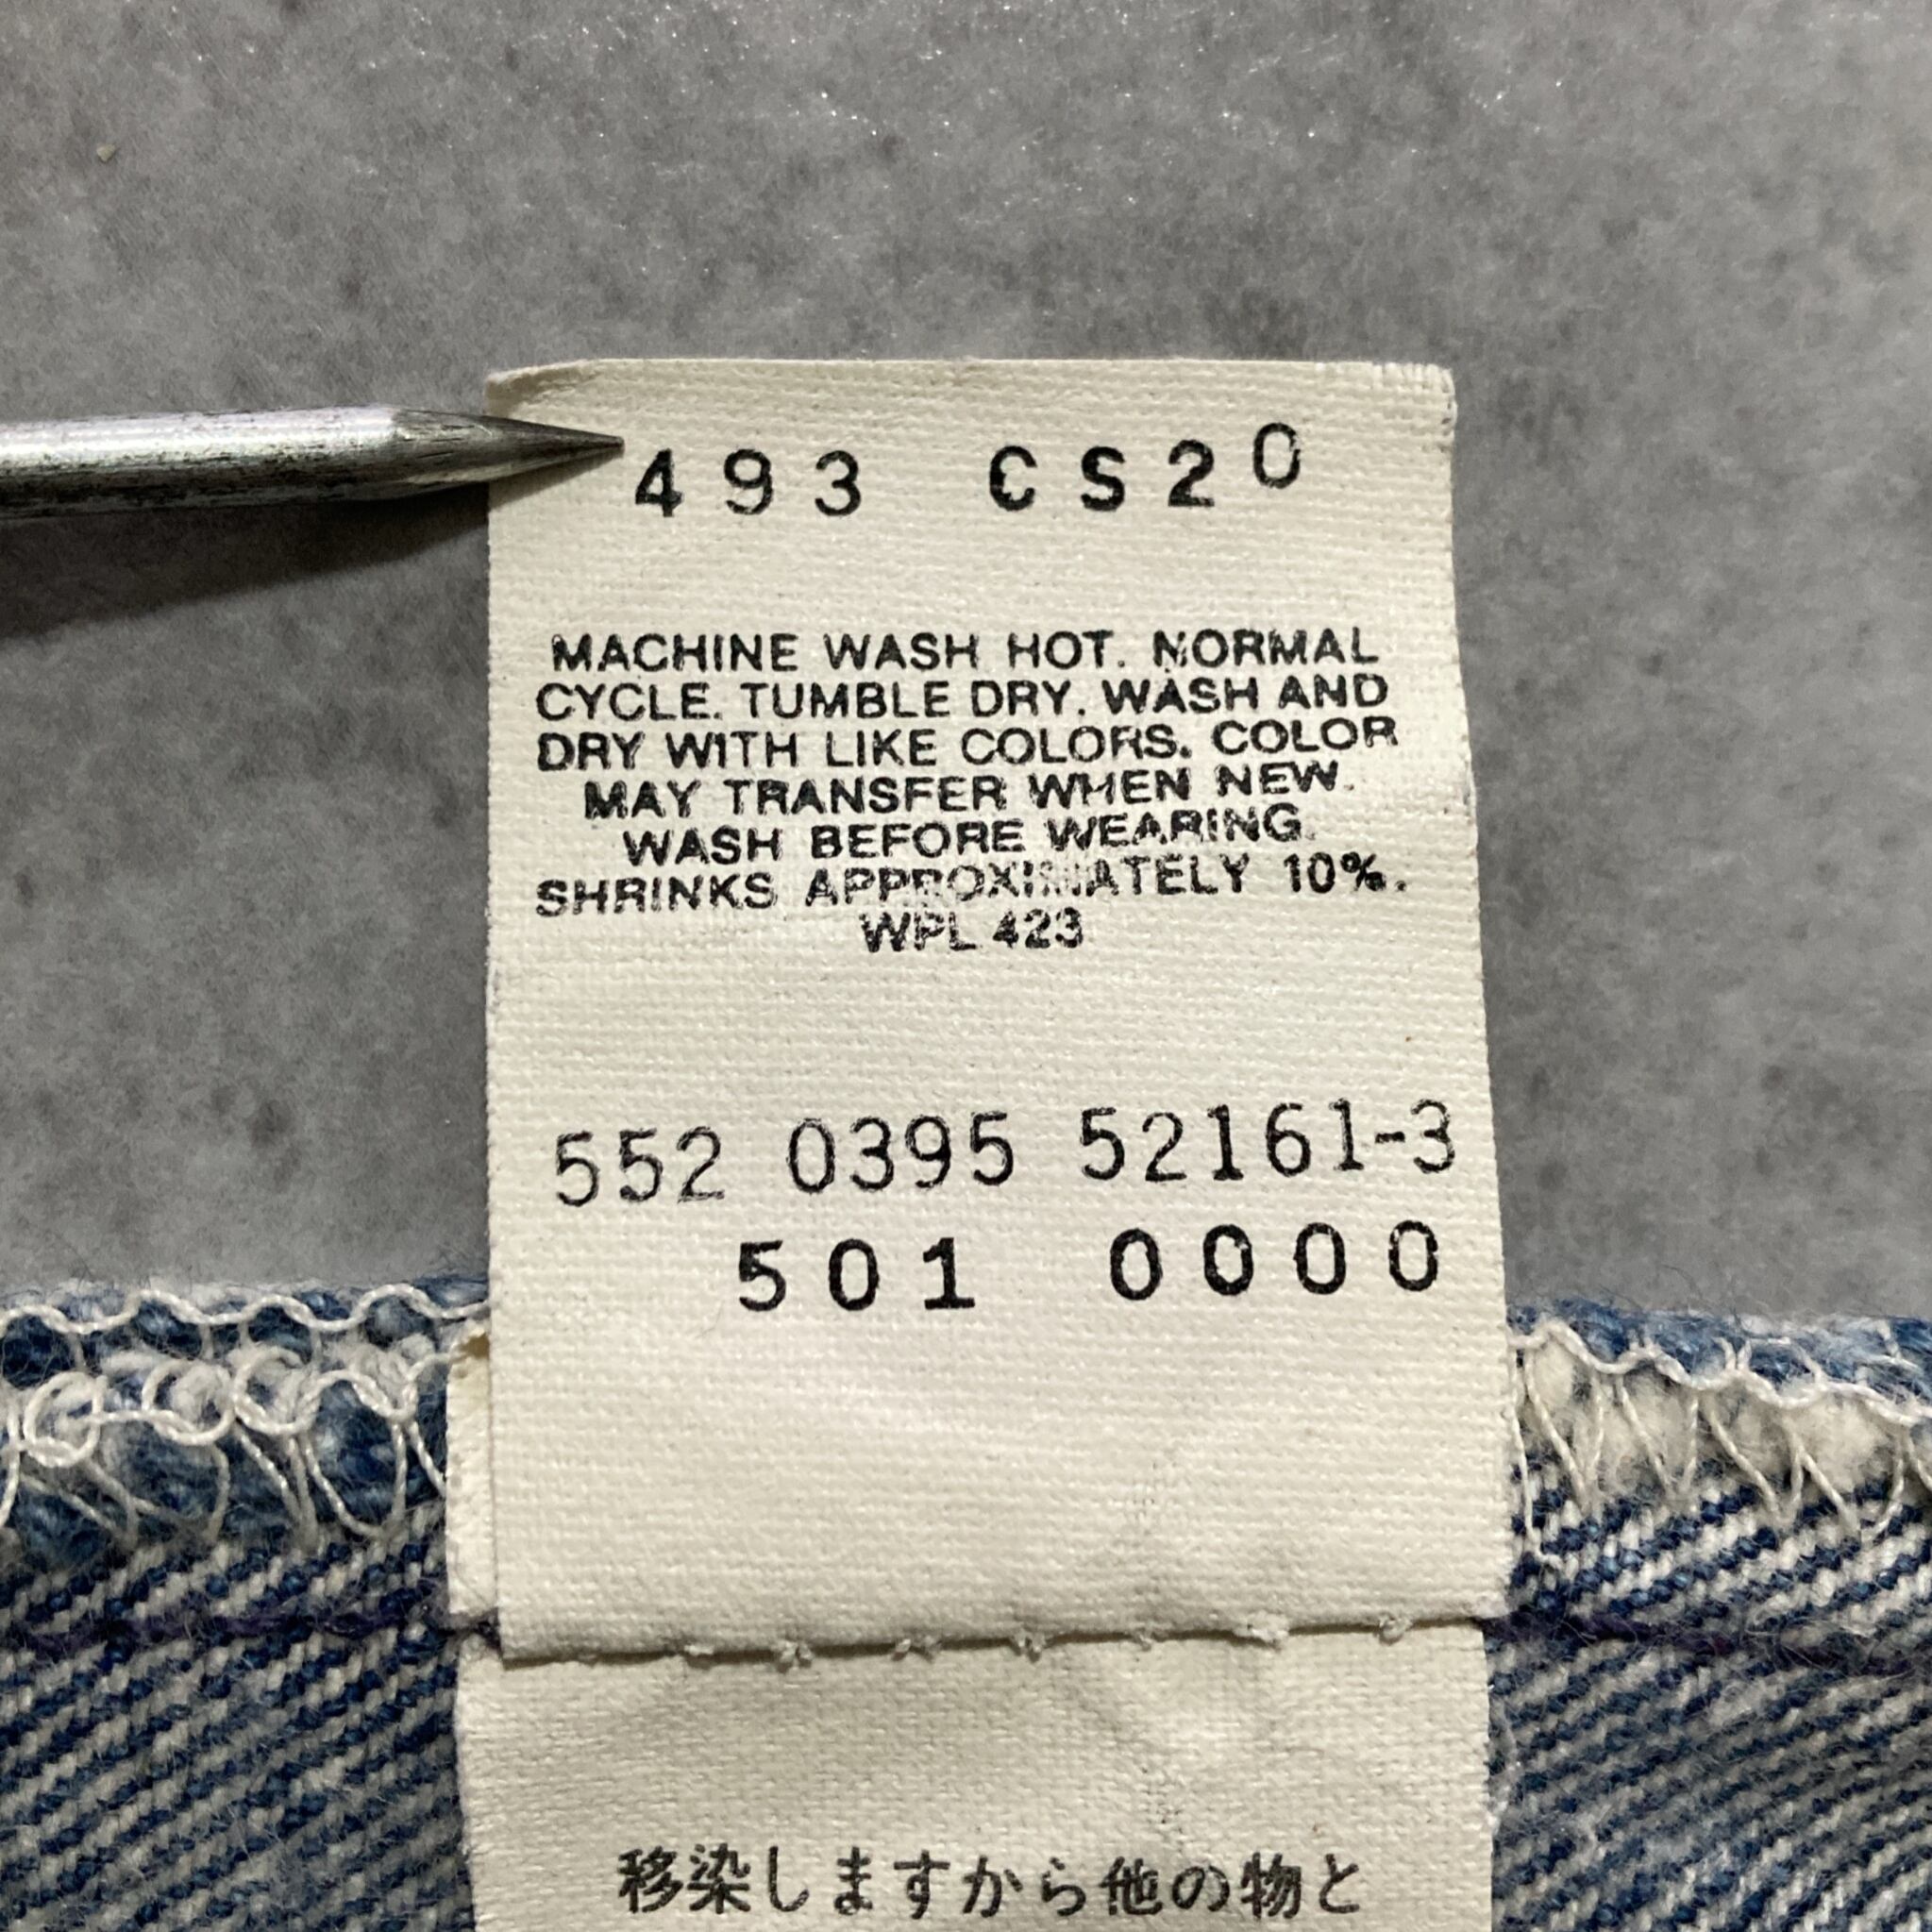 493 CS20
MACHINE WASH HOT. NORMAL
CYCLE. TUMBLE DRY. WASH AND
DRY WITH LIKE COLORS. COLOR
MAY TRANSFER WHEN NEW.
WASH BEFORE WEARING.
SHRINKS APPROXIMATELY 10%.
WPL 423
552 0395 52161-3
501 0000
移染しますから他の物と